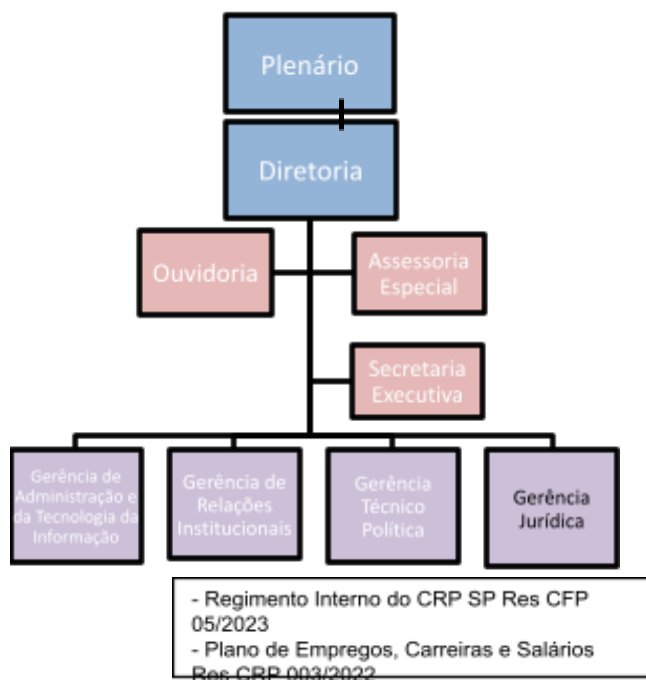 Plenário
Diretoria
Ouvidoria
Assessoria
Especial
Secretaria
Executiva
Gerência de
Administração e
da Tecnologia da
Informação
Gerência de
Relações
Institucionais
Gerência
Técnico
Política
Gerência
Jurídica
- Regimento Interno do CRP SP Res CFP
05/2023
- Plano de Empregos, Carreiras e Salários
Res CRP 003/2022